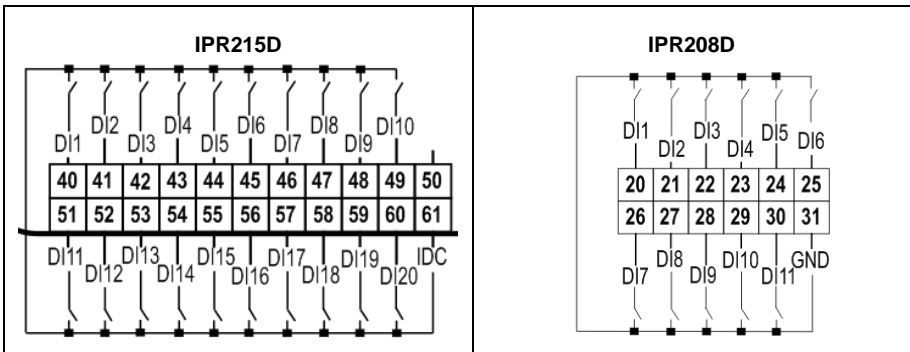 IPR215D
DI1 DI2 DI3 DI4 DI5 DI6 DI7 DI8 DI9 DI10
40 41 42 43 44 45 46 47 48 49 50
51 52 53 54 55 56 57 58 59 60 61
DI11 DI12 DI13 DI14 DI15 DI16 DI17 DI18 DI19 DI20 IDC
IPR208D
DI1 DI2 DI3 DI4 DI5 DI6
20 21 22 23 24 25
26 27 28 29 30 31
DI7 DI8 DI9 DI10 DI11 GND